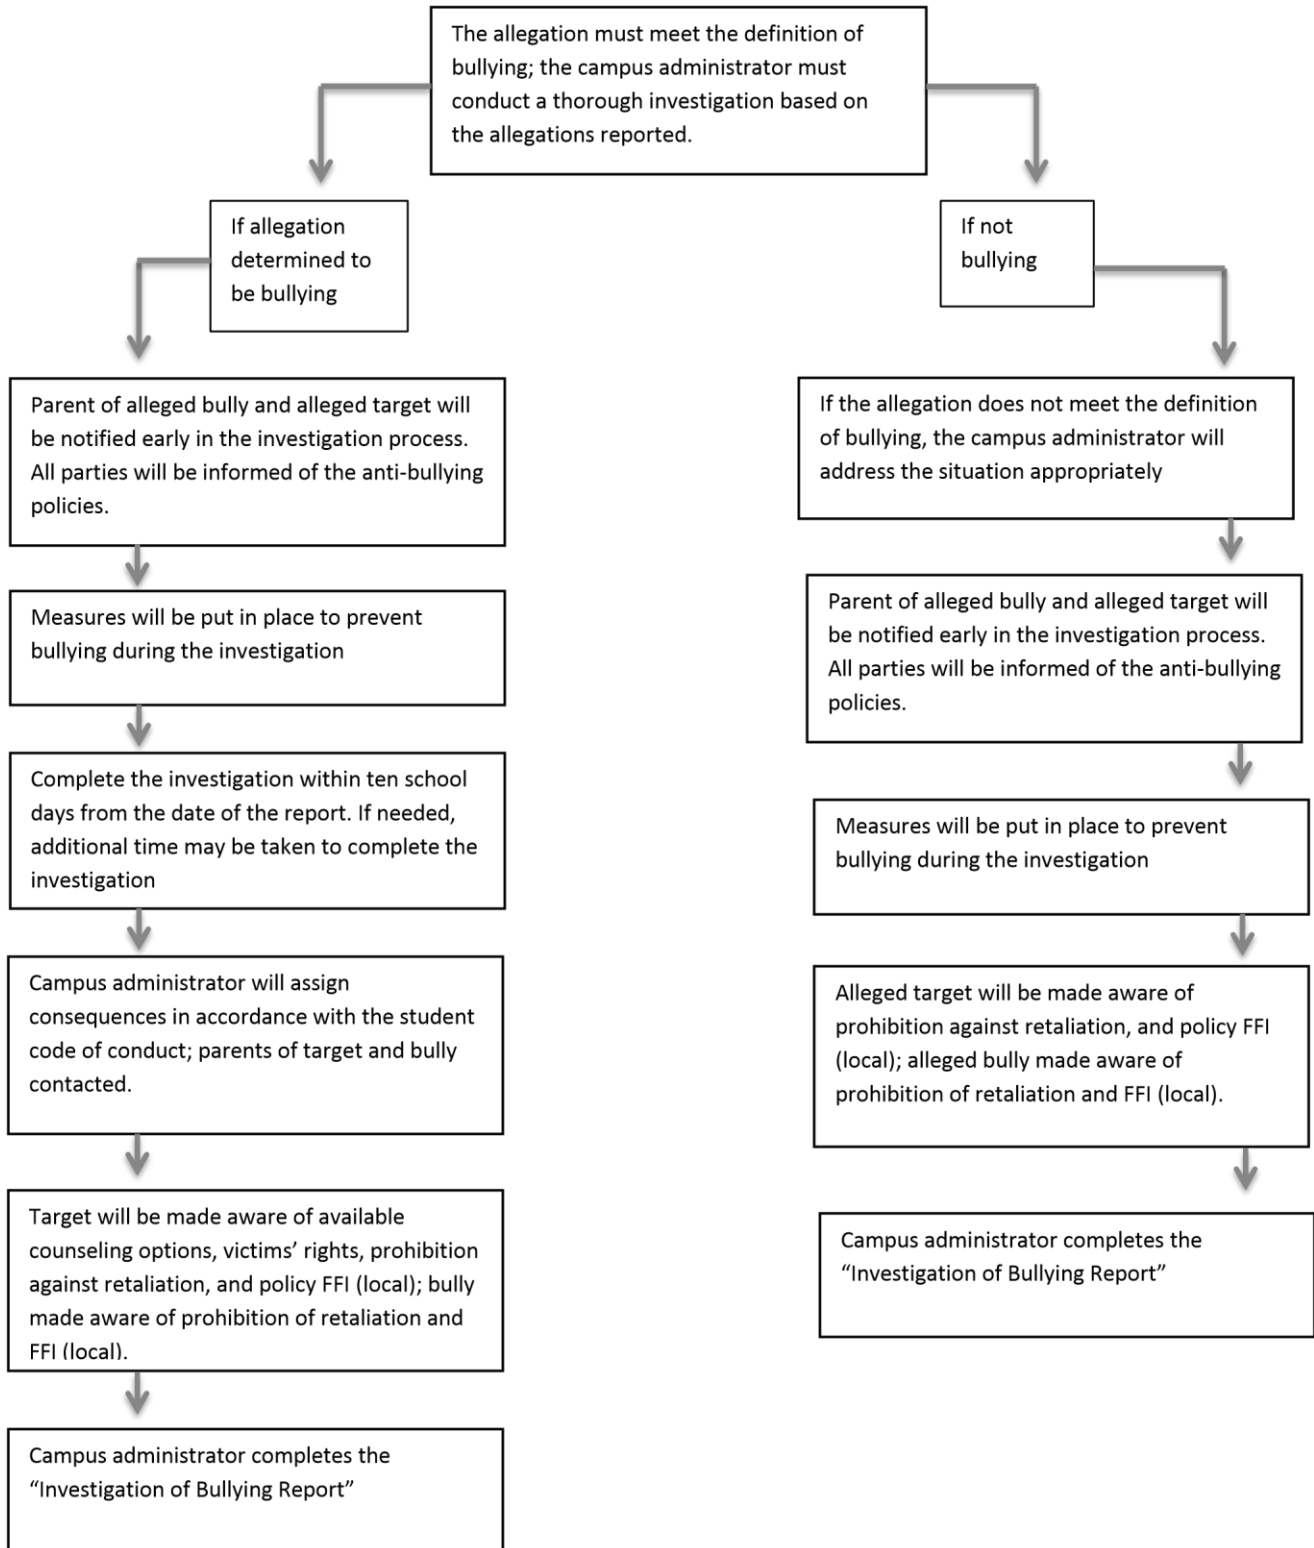 The allegation must meet the definition of
bullying; the campus administrator must
conduct a thorough investigation based on
the allegations reported.
If allegation
determined to
be bullying
If not
bullying
Parent of alleged bully and alleged target will
be notified early in the investigation process.
All parties will be informed of the anti-bullying
policies.
Measures will be put in place to prevent
bullying during the investigation
Complete the investigation within ten school
days from the date of the report. If needed,
additional time may be taken to complete the
investigation
Campus administrator will assign
consequences in accordance with the student
code of conduct; parents of target and bully
contacted.
Target will be made aware of available
counseling options, victims’ rights, prohibition
against retaliation, and policy FFI (local); bully
made aware of prohibition of retaliation and
FFI (local).
Campus administrator completes the
“Investigation of Bullying Report”
If the allegation does not meet the definition
of bullying, the campus administrator will
address the situation appropriately
Parent of alleged bully and alleged target will
be notified early in the investigation process.
All parties will be informed of the anti-bullying
policies.
Measures will be put in place to prevent
bullying during the investigation
Alleged target will be made aware of
prohibition against retaliation, and policy FFI
(local); alleged bully made aware of
prohibition of retaliation and FFI (local).
Campus administrator completes the
“Investigation of Bullying Report”